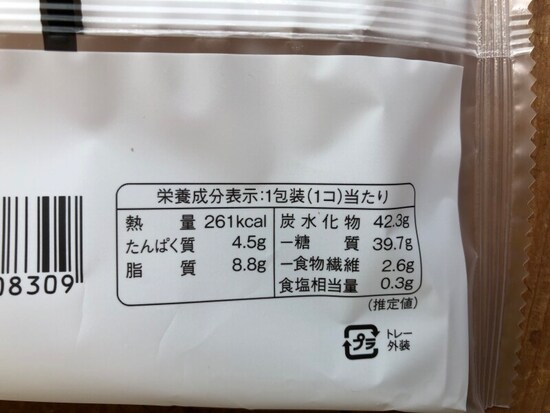 栄養成分表示:1包装(1コ)当たり
熱量 261kcal
たんぱく質 4.5g
脂質 8.8g
炭水化物 42.3g
－糖質 39.7g
－食物繊維 2.6g
食塩相当量 0.3g
(推定値)
08309
プラ
トレー
外装